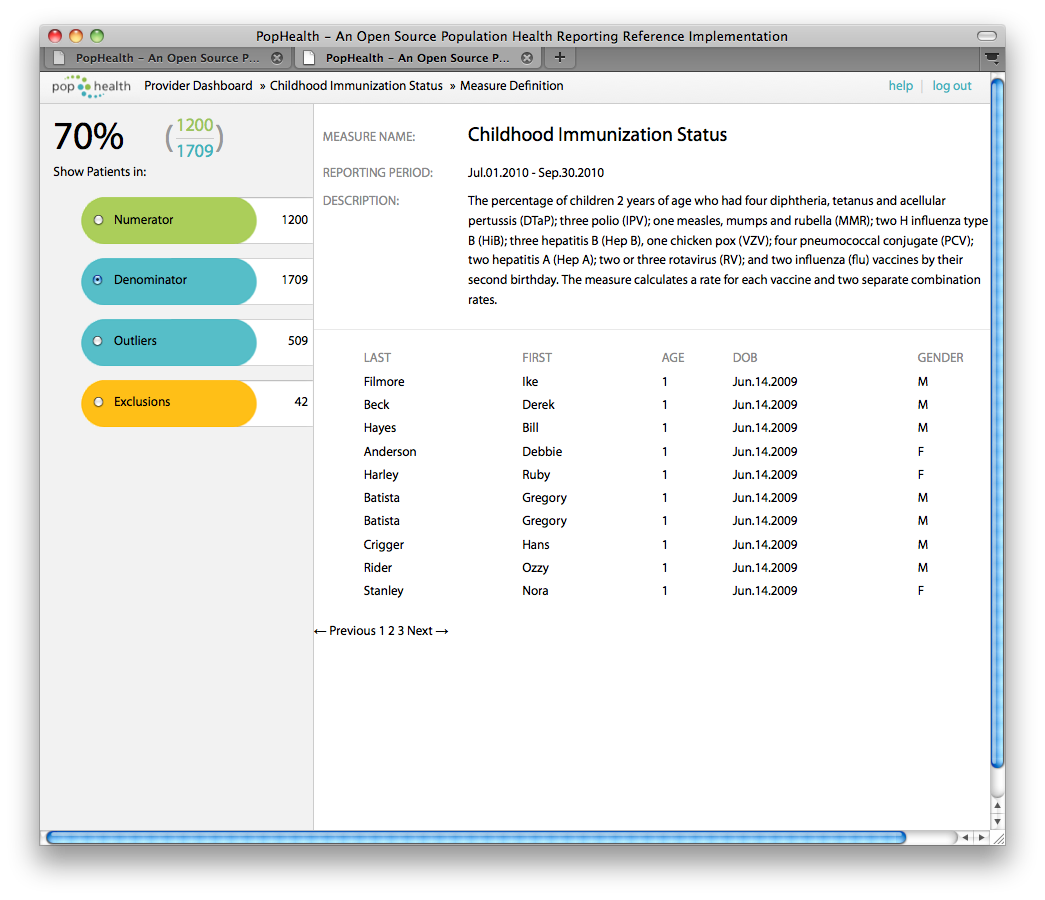 PopHealth – An Open Source Population Health Reporting Reference Implementation
PopHealth – An Open Source P... PopHealth – An Open Source P... +
pop health Provider Dashboard » Childhood Immunization Status » Measure Definition help | log out
70% (1200/1709)
Show Patients in:
Numerator 1200
Denominator 1709
Outliers 509
Exclusions 42
MEASURE NAME: Childhood Immunization Status
REPORTING PERIOD: Jul.01.2010 - Sep.30.2010
DESCRIPTION: The percentage of children 2 years of age who had four diphtheria, tetanus and acellular
pertussis (DTaP); three polio (IPV); one measles, mumps and rubella (MMR); two H influenza type
B (HiB); three hepatitis B (Hep B), one chicken pox (VZV); four pneumococcal conjugate (PCV);
two hepatitis A (Hep A); two or three rotavirus (RV); and two influenza (flu) vaccines by their
second birthday. The measure calculates a rate for each vaccine and two separate combination
rates.
LAST FIRST AGE DOB GENDER
Filmore Ike 1 Jun.14.2009 M
Beck Derek 1 Jun.14.2009 M
Hayes Bill 1 Jun.14.2009 M
Anderson Debbie 1 Jun.14.2009 F
Harley Ruby 1 Jun.14.2009 F
Batista Gregory 1 Jun.14.2009 M
Batista Gregory 1 Jun.14.2009 M
Crigger Hans 1 Jun.14.2009 M
Rider Ozzy 1 Jun.14.2009 M
Stanley Nora 1 Jun.14.2009 F
← Previous 1 2 3 Next →